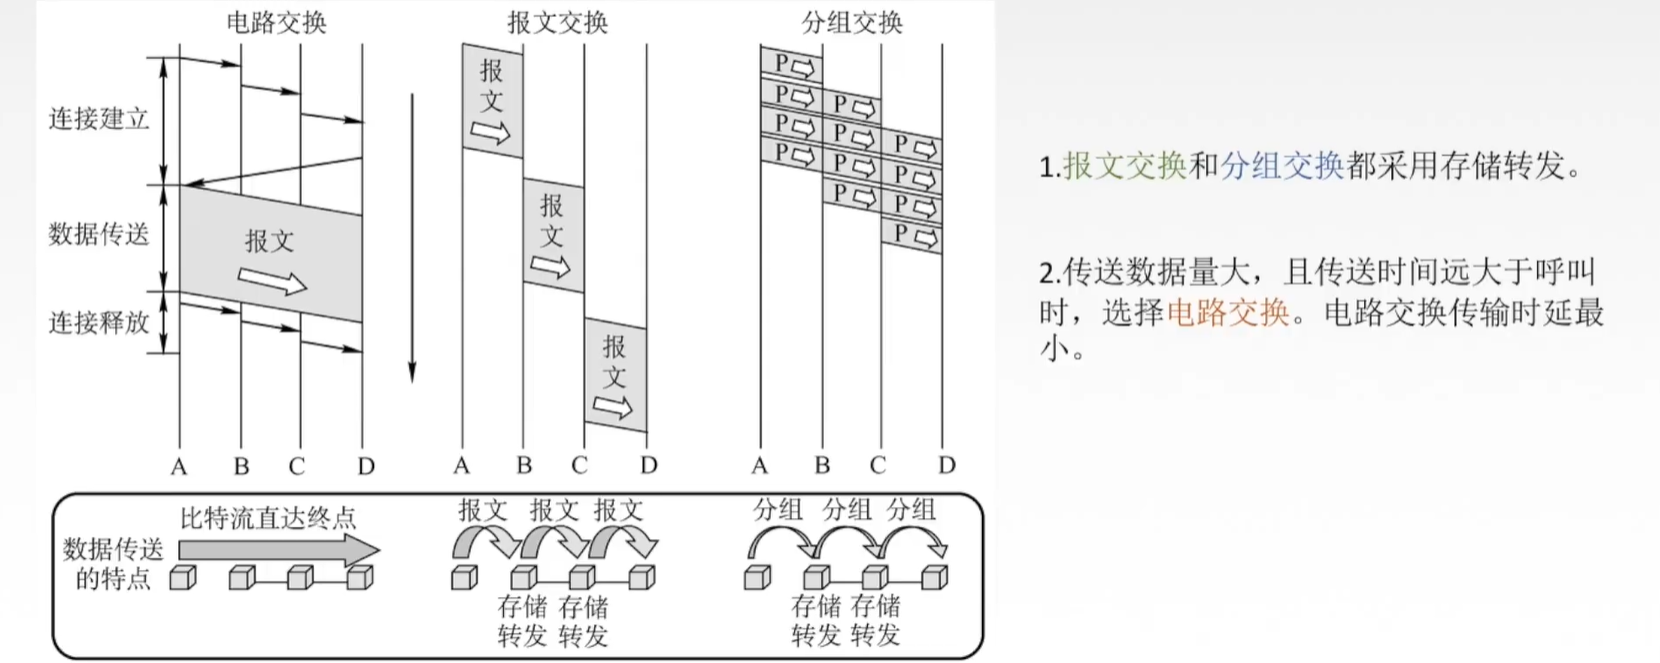 电路交换
报文交换
分组交换
连接建立
数据传送
连接释放
报文
A
B
C
D
报
文
报
文
报
文
A
B
C
D
P
P
P
P
P
P
P
P
P
P
P
P
A
B
C
D
数据传送
的特点
比特流直达终点
报文 报文 报文
存储 存储
转发 转发
分组 分组 分组
存储 存储
转发 转发
1.报文交换和分组交换都采用存储转发。
2.传送数据量大，且传送时间远大于呼叫
时，选择电路交换。电路交换传输时延最
小。